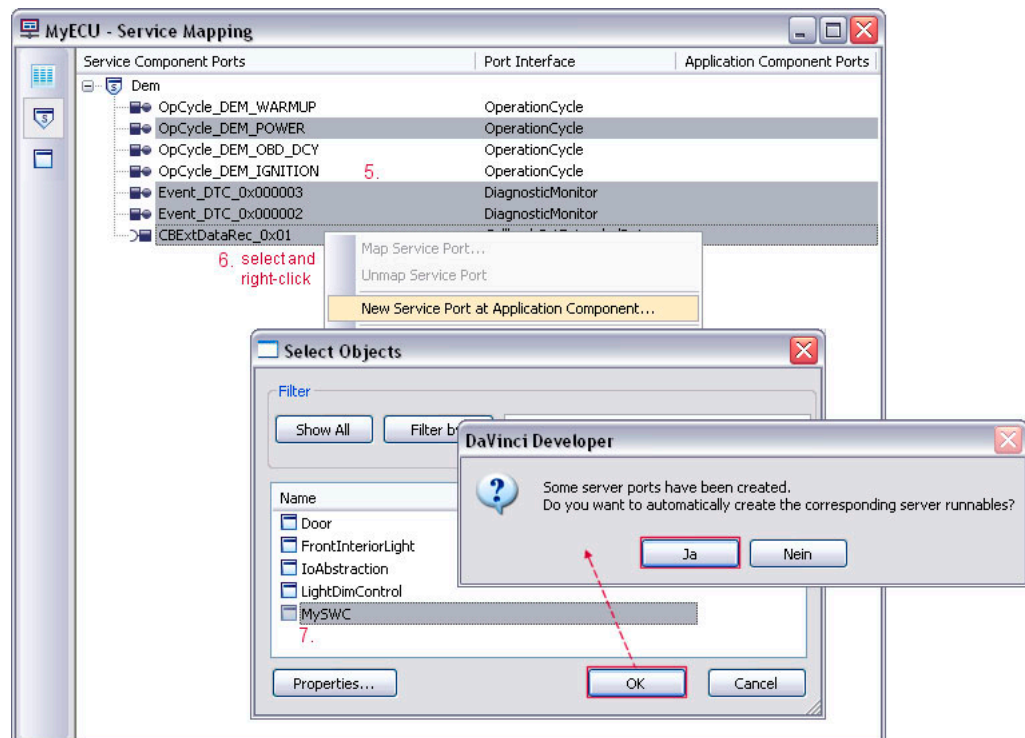 MyECU - Service Mapping
Service Component Ports Port Interface Application Component Ports
Dem
OpCycle_DEM_WARMUP OperationCycle
OpCycle_DEM_POWER OperationCycle
OpCycle_DEM_OBD_DCY OperationCycle
OpCycle_DEM_IGNITION 5. OperationCycle
Event_DTC_0x000003 DiagnosticMonitor
Event_DTC_0x000002 DiagnosticMonitor
CBExtDataRec_0x01
6. select and
right-click
Map Service Port...
Unmap Service Port
New Service Port at Application Component...
Select Objects
Filter
Show All Filter b
DaVinci Developer
Some server ports have been created.
Do you want to automatically create the corresponding server runnables?
Ja Nein
Name
Door
FrontInteriorLight
IoAbstraction
LightDimControl
MySWC
7.
Properties... OK Cancel